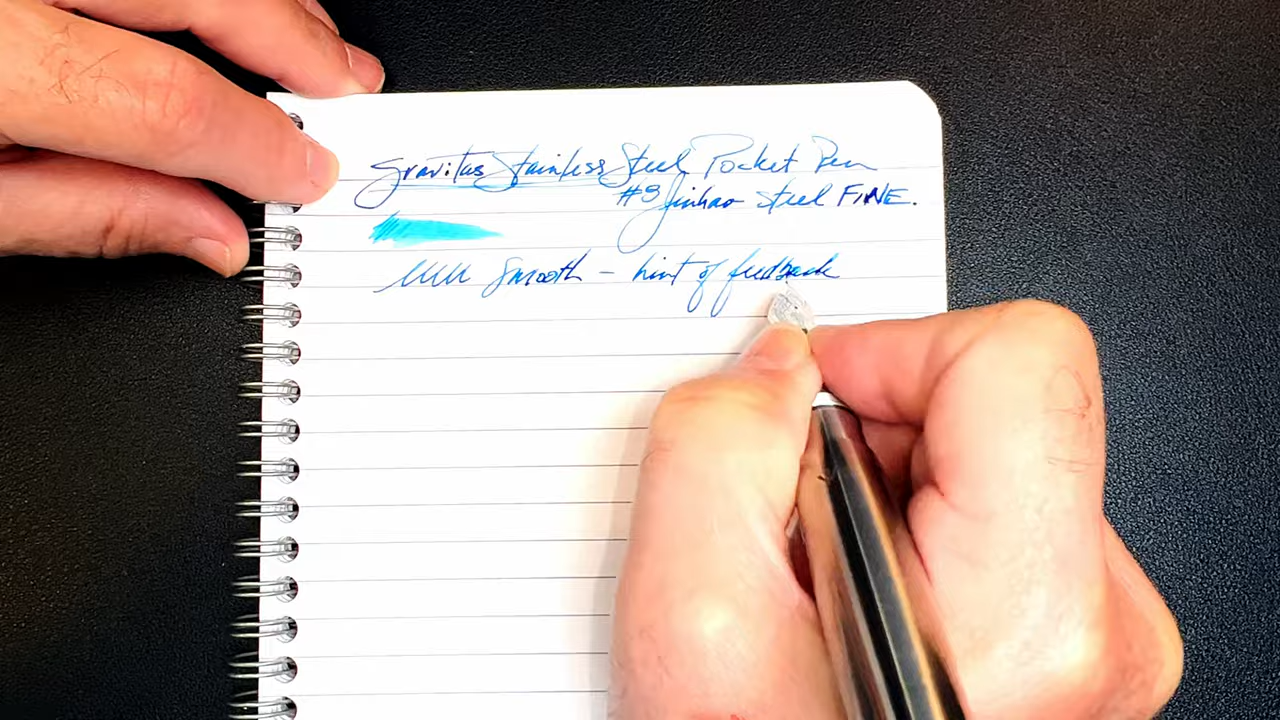 Gravitas Stainless Steel Pocket Pen
#8 Jinhao Steel FINE.
Smooth - hint of feedback